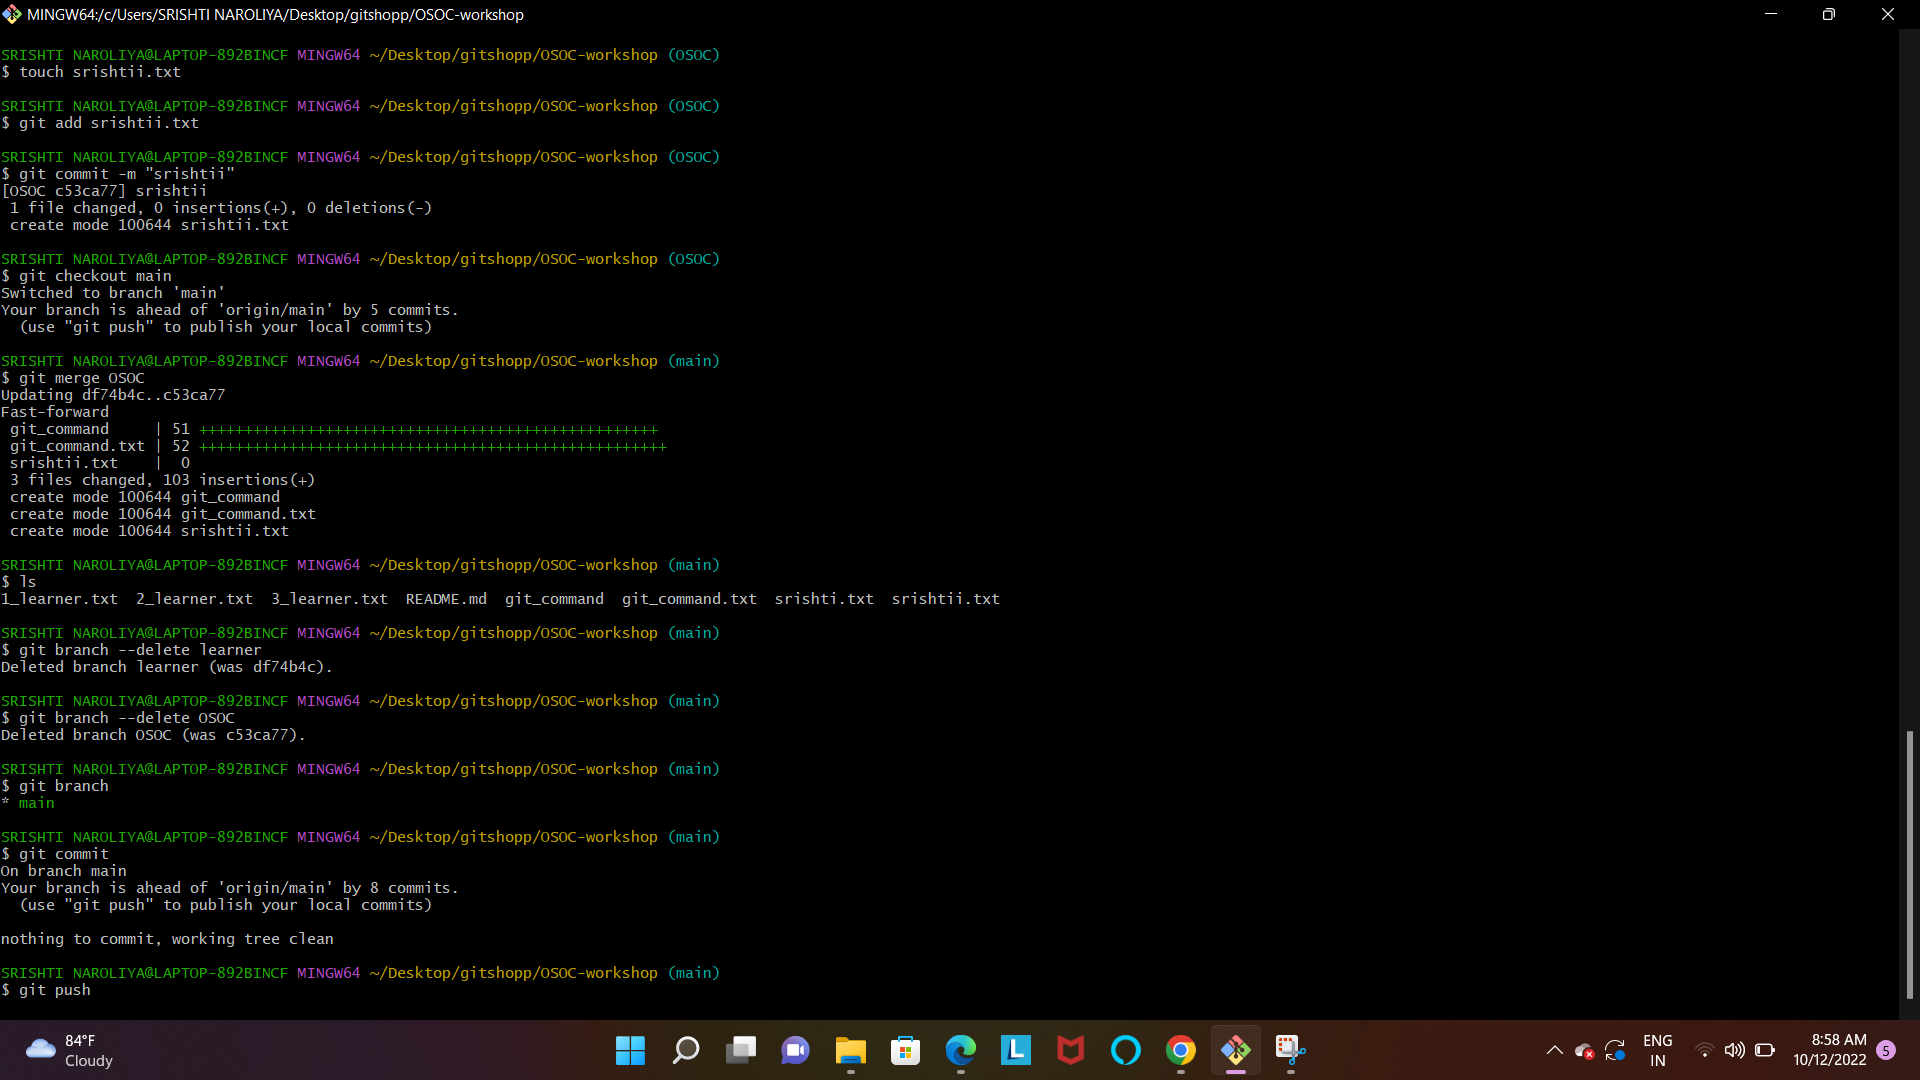 MINGW64:/c/Users/SRISHTI NAROLIYA/Desktop/gitshopp/OSOC-workshop
SRISHTI NAROLIYA@LAPTOP-892BINCF MINGW64 ~/Desktop/gitshopp/OSOC-workshop (OSOC)
$ touch srishtii.txt
SRISHTI NAROLIYA@LAPTOP-892BINCF MINGW64 ~/Desktop/gitshopp/OSOC-workshop (OSOC)
$ git add srishtii.txt
SRISHTI NAROLIYA@LAPTOP-892BINCF MINGW64 ~/Desktop/gitshopp/OSOC-workshop (OSOC)
$ git commit -m "srishtii"
[OSOC c53ca77] srishtii
1 file changed, 0 insertions(+), 0 deletions(-)
create mode 100644 srishtii.txt
SRISHTI NAROLIYA@LAPTOP-892BINCF MINGW64 ~/Desktop/gitshopp/OSOC-workshop (OSOC)
$ git checkout main
Switched to branch 'main'
Your branch is ahead of 'origin/main' by 5 commits.
(use "git push" to publish your local commits)
SRISHTI NAROLIYA@LAPTOP-892BINCF MINGW64 ~/Desktop/gitshopp/OSOC-workshop (main)
$ git merge OSOC
Updating df74b4c..c53ca77
Fast-forward
git_command | 51 +++++++++++++++++++++++++++++++++++++++++++++++++++
git_command.txt | 52 ++++++++++++++++++++++++++++++++++++++++++++++++++++
srishtii.txt | 0
3 files changed, 103 insertions(+)
create mode 100644 git_command
create mode 100644 git_command.txt
create mode 100644 srishtii.txt
SRISHTI NAROLIYA@LAPTOP-892BINCF MINGW64 ~/Desktop/gitshopp/OSOC-workshop (main)
$ ls
1_learner.txt 2_learner.txt 3_learner.txt README.md git_command git_command.txt srishti.txt srishtii.txt
SRISHTI NAROLIYA@LAPTOP-892BINCF MINGW64 ~/Desktop/gitshopp/OSOC-workshop (main)
$ git branch --delete learner
Deleted branch learner (was df74b4c).
SRISHTI NAROLIYA@LAPTOP-892BINCF MINGW64 ~/Desktop/gitshopp/OSOC-workshop (main)
$ git branch --delete OSOC
Deleted branch OSOC (was c53ca77).
SRISHTI NAROLIYA@LAPTOP-892BINCF MINGW64 ~/Desktop/gitshopp/OSOC-workshop (main)
$ git branch
* main
SRISHTI NAROLIYA@LAPTOP-892BINCF MINGW64 ~/Desktop/gitshopp/OSOC-workshop (main)
$ git commit
On branch main
Your branch is ahead of 'origin/main' by 8 commits.
(use "git push" to publish your local commits)
nothing to commit, working tree clean
SRISHTI NAROLIYA@LAPTOP-892BINCF MINGW64 ~/Desktop/gitshopp/OSOC-workshop (main)
$ git push
84°F
Cloudy
L
ENG
IN
8:58 AM
10/12/2022
5